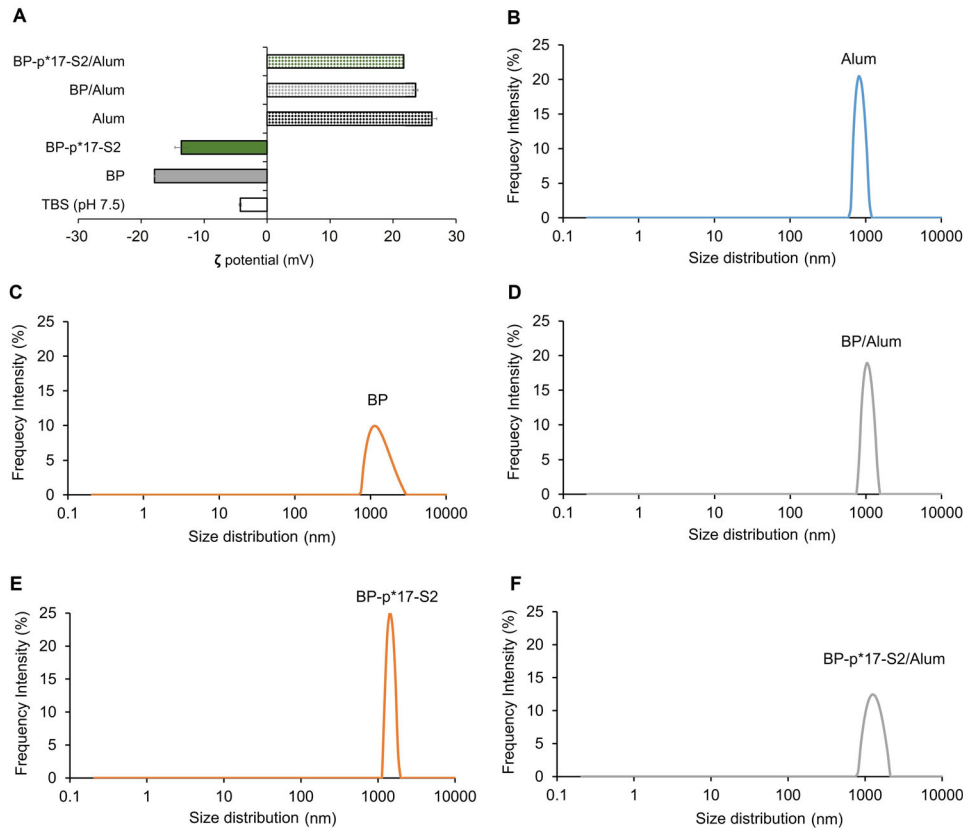 A
BP-p*17-S2/Alum
BP/Alum
Alum
BP-p*17-S2
BP
TBS (pH 7.5)
-30 -20 -10 0 10 20 30
ζ potential (mV)
B
Alum
Frequecy Intensity (%)
25
20
15
10
5
0
0.1 1 10 100 1000 10000
Size distribution (nm)
C
BP
Frequecy Intensity (%)
25
20
15
10
5
0
0.1 1 10 100 1000 10000
Size distribution (nm)
D
BP/Alum
Frequecy Intensity (%)
25
20
15
10
5
0
0.1 1 10 100 1000 10000
Size distribution (nm)
E
BP-p*17-S2
Frequency Intensity (%)
25
20
15
10
5
0
0.1 1 10 100 1000 10000
Size distribution (nm)
F
BP-p*17-S2/Alum
Frequency Intensity (%)
25
20
15
10
5
0
0.1 1 10 100 1000 10000
Size distribution (nm)